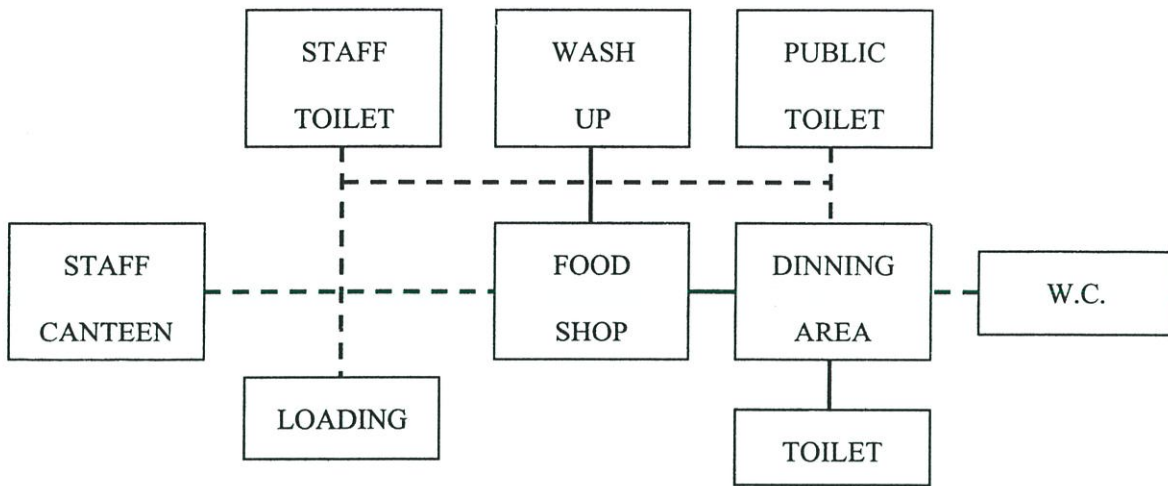 STAFF
TOILET
WASH
UP
PUBLIC
TOILET
STAFF
CANTEEN
FOOD
SHOP
DINNING
AREA
W.C.
LOADING
TOILET